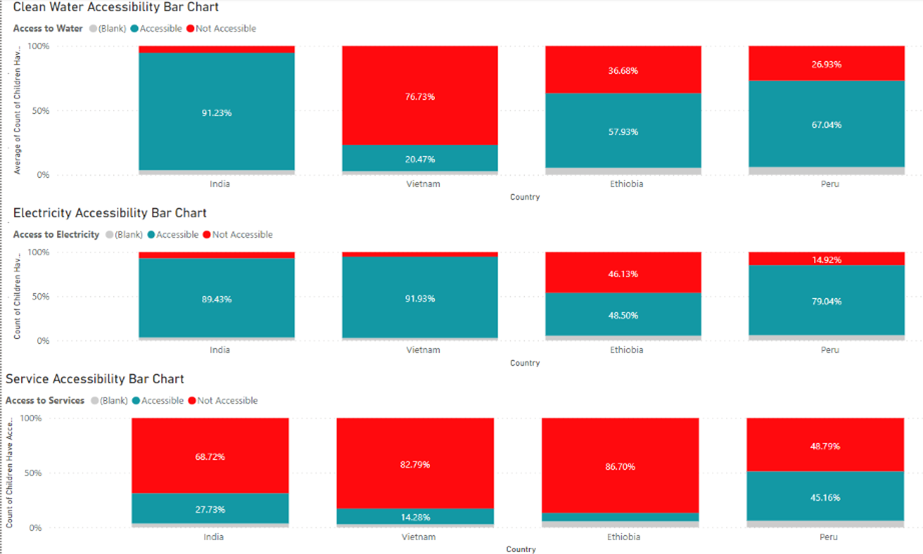 Clean Water Accessibility Bar Chart
Access to Water (Blank) Accessible Not Accessible
Average of Count of Children Hav...
100%
50%
0%
91.23%
76.73%
20.47%
36.68%
57.93%
26.93%
67.04%
India Vietnam Ethiobia Peru
Country
Electricity Accessibility Bar Chart
Access to Electricity (Blank) Accessible Not Accessible
Count of Children Hav...
100%
50%
0%
89.43%
91.93%
46.13%
48.50%
14.92%
79.04%
India Vietnam Ethiobia Peru
Country
Service Accessibility Bar Chart
Access to Services (Blank) Accessible Not Accessible
Count of Children Have Acce...
100%
50%
0%
68.72%
27.73%
82.79%
14.28%
86.70%
48.79%
45.16%
India Vietnam Ethiobia Peru
Country